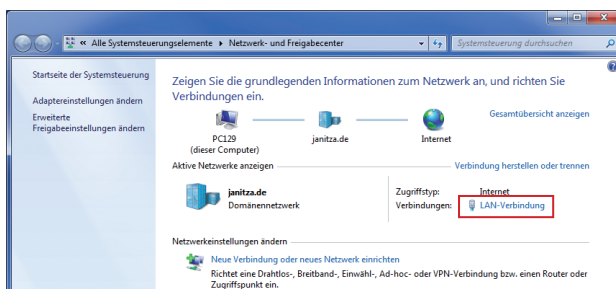 « Alle Systemsteuerungselemente ▸ Netzwerk- und Freigabecenter
Systemsteuerung durchsuchen
Startseite der Systemsteuerung
Adaptereinstellungen ändern
Erweiterte
Freigabeeinstellungen ändern
Zeigen Sie die grundlegenden Informationen zum Netzwerk an, und richten Sie
Verbindungen ein.
Gesamtübersicht anzeigen
PC129
(dieser Computer)
janitza.de
Internet
Aktive Netzwerke anzeigen
Verbindung herstellen oder trennen
janitza.de
Domänennetzwerk
Zugriffstyp: Internet
Verbindungen: LAN-Verbindung
Netzwerkeinstellungen ändern
Neue Verbindung oder neues Netzwerk einrichten
Richtet eine Drahtlos-, Breitband-, Einwähl-, Ad-hoc- oder VPN-Verbindung bzw. einen Router oder
Zugriffspunkt ein.